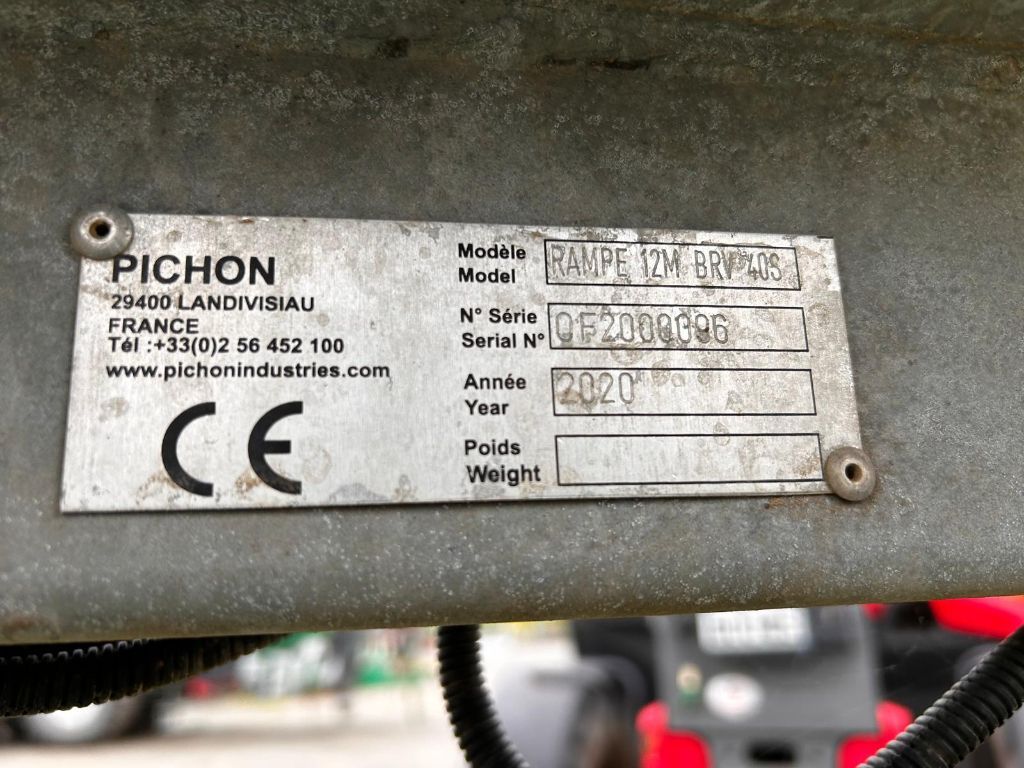 PICHON
29400 LANDIVISIAU
FRANCE
Tél :+33(0)2 56 452 100
www.pichonindustries.com
CE
Modèle
Model
RAMPE 12M BRV 40S
N° Série
Serial N°
OF2000096
Année
Year
2020
Poids
Weight